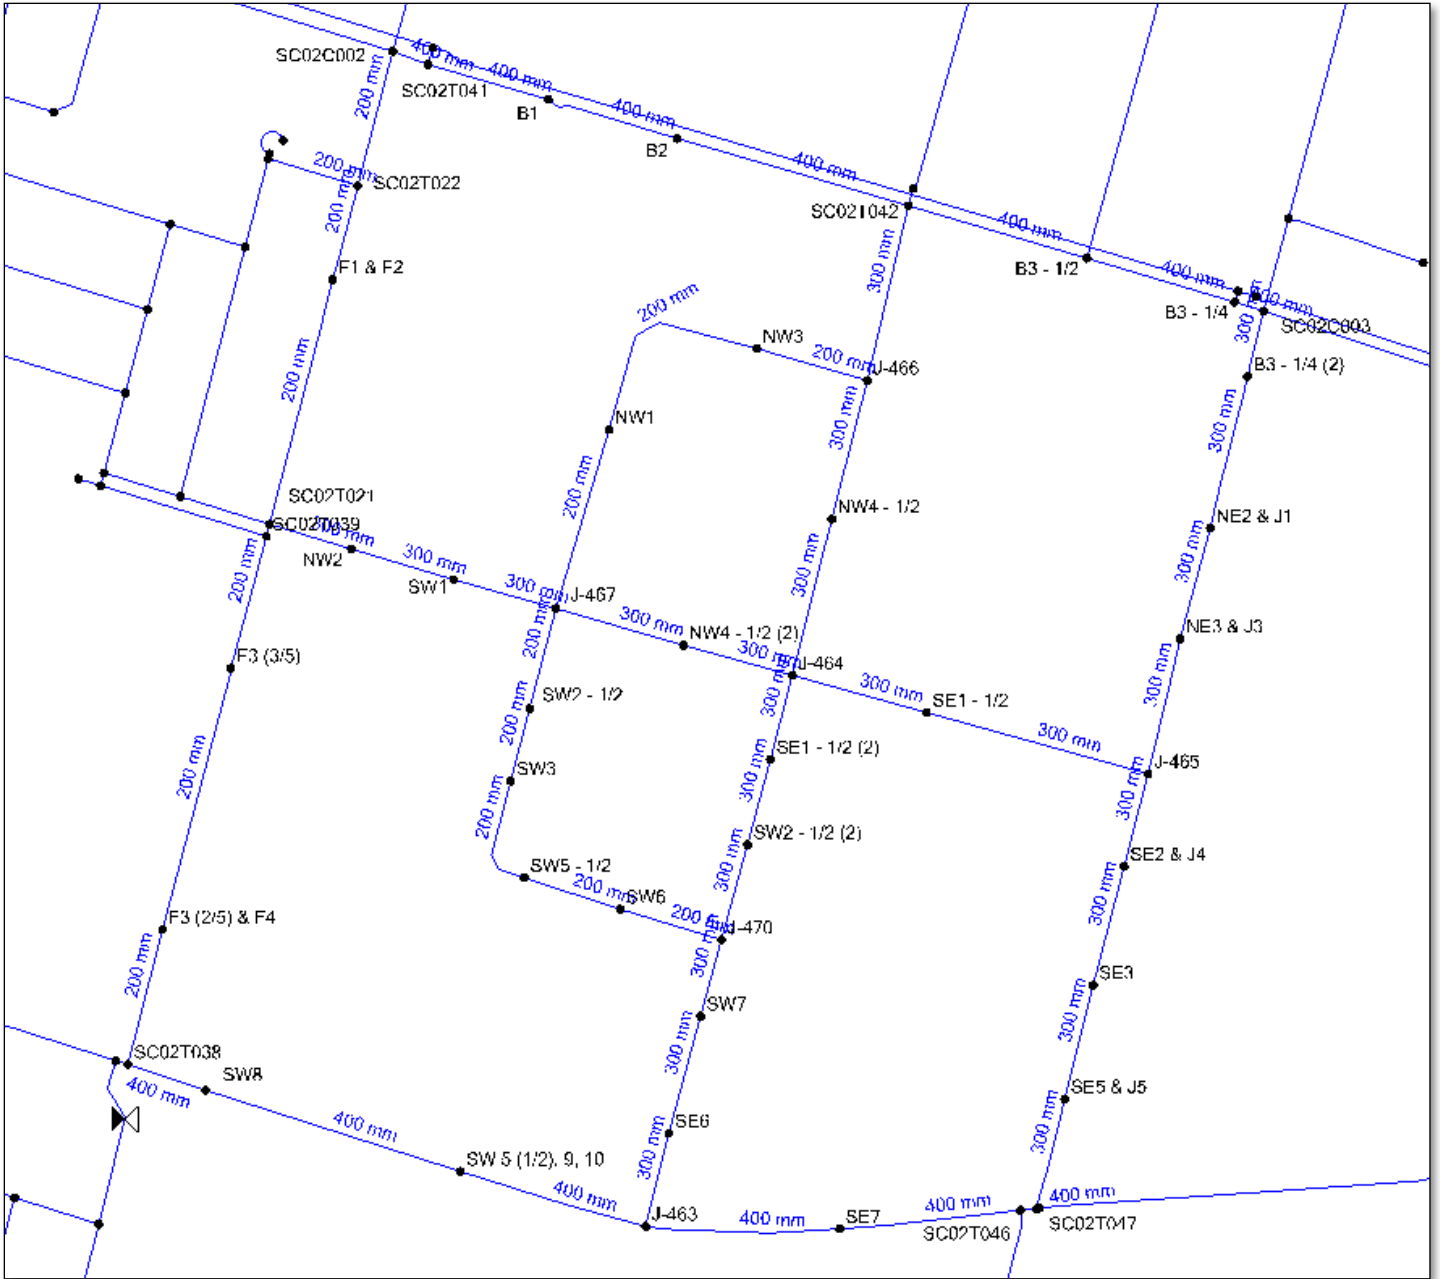 SC02C002
400 mm
400 mm
SC02T041
200 mm
B1
400 mm
B2
400 mm
200 mm
SC02T022
200 mm
SC02T042
400 mm
300 mm
B3 - 1/2
400 mm
F1 & F2
B3 - 1/4
SC02C003
300
200 mm
NW3
200 mm
J-466
B3 - 1/4 (2)
200 mm
300 mm
300 mm
NW1
200 mm
SC02T021
SC02T039
NW4 - 1/2
NE2 & J1
NW2
300 mm
SW1
300 mm
300 mm
200 mm
300 mm
J-467
300 mm
NE3 & J3
200 mm
NW4 - 1/2 (2)
300 mm
J-464
F3 (3/5)
300 mm
300 mm
SW2 - 1/2
300 mm
SE1 - 1/2
200 mm
300 mm
SE1 - 1/2 (2)
J-465
200 mm
SW3
300 mm
300 mm
200 mm
SW2 - 1/2 (2)
SE2 & J4
SW5 - 1/2
300 mm
200 mm
SW6
300 mm
200 mm
J-470
F3 (2/5) & F4
200 mm
300 mm
SE3
SW7
300 mm
300 mm
SC02T038
SW8
400 mm
SE5 & J5
400 mm
SE6
300 mm
300 mm
SW 5 (1/2), 9, 10
400 mm
J-463
400 mm
SE7
400 mm
SC02T046
400 mm
SC02T047